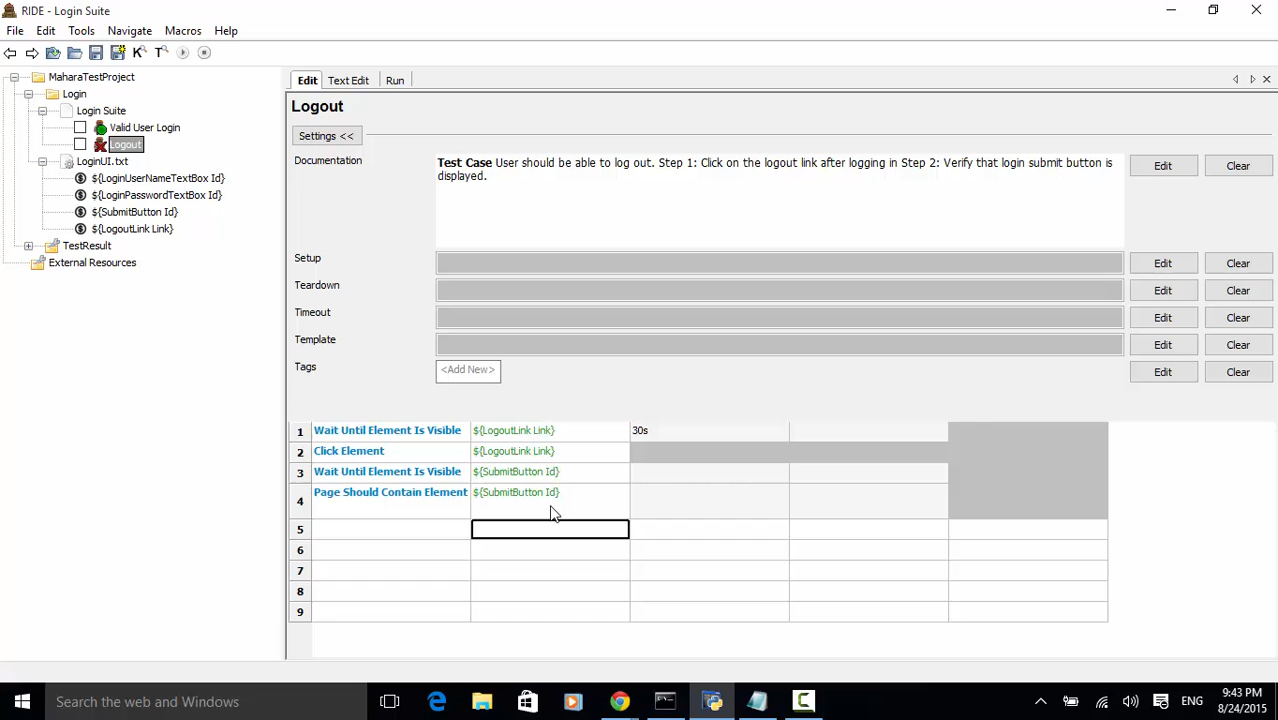 RIDE - Login Suite
File Edit Tools Navigate Macros Help
K T
MaharaTestProject
Login
Login Suite
Valid User Login
Logout
LoginUI.txt
${LoginUserNameTextBox Id}
${LoginPasswordTextBox Id}
${SubmitButton Id}
${LogoutLink Link}
TestResult
External Resources
Edit Text Edit Run
Logout
Settings <<
Documentation
Test Case User should be able to log out. Step 1: Click on the logout link after logging in Step 2: Verify that login submit button is
displayed.
Edit Clear
Setup Edit Clear
Teardown Edit Clear
Timeout Edit Clear
Template Edit Clear
Tags <Add New> Edit Clear
1 Wait Until Element Is Visible ${LogoutLink Link} 30s
2 Click Element ${LogoutLink Link}
3 Wait Until Element Is Visible ${SubmitButton Id}
4 Page Should Contain Element ${SubmitButton Id}
5
6
7
8
9
Search the web and Windows
ENG
9:43 PM
8/24/2015